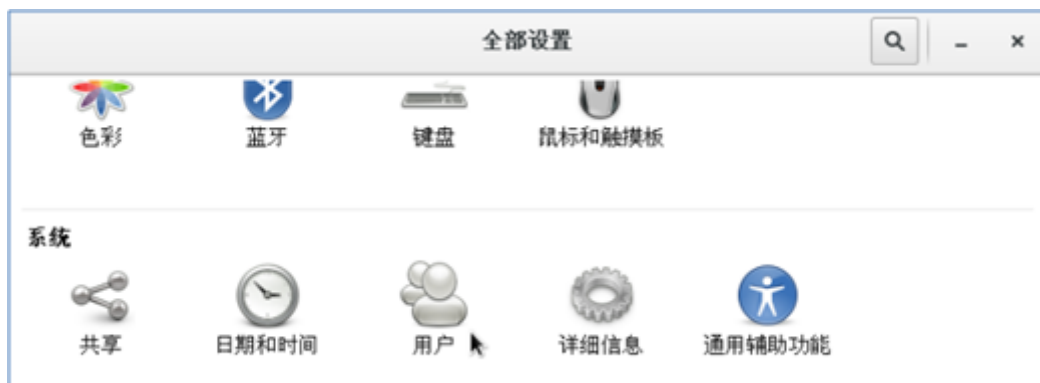 全部设置
色彩 蓝牙 键盘 鼠标和触摸板
系统
共享 日期和时间 用户 详细信息 通用辅助功能